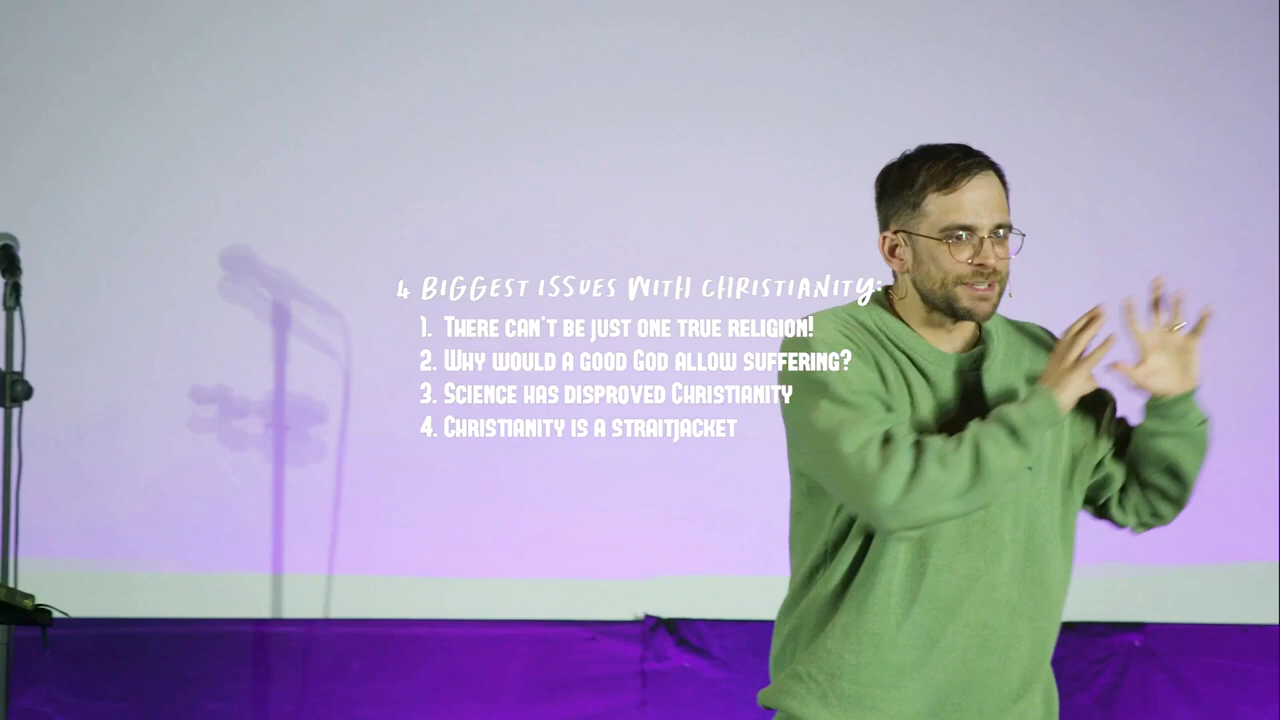 4 BIGGEST ISSUES WITH CHRISTIANITY:
1. THERE CAN'T BE JUST ONE TRUE RELIGION!
2. WHY WOULD A GOOD GOD ALLOW SUFFERING?
3. SCIENCE HAS DISPROVED CHRISTIANITY
4. CHRISTIANITY IS A STRAITJACKET